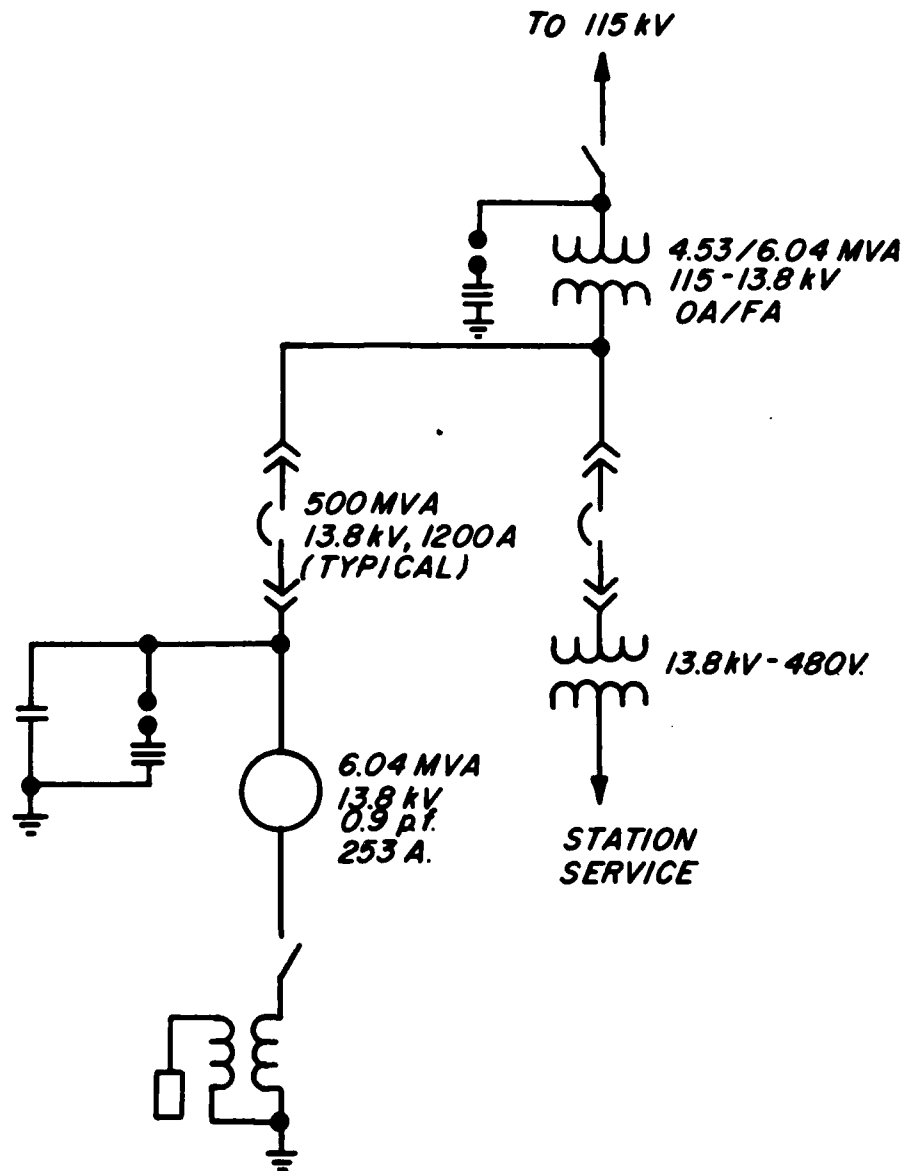 TO 115 kV
4.53/6.04 MVA
115-13.8 kV
OA/FA
500 MVA
13.8 kV, 1200 A
(TYPICAL)
13.8 kV - 480V.
6.04 MVA
13.8 kV
0.9 p.f.
253 A.
STATION
SERVICE